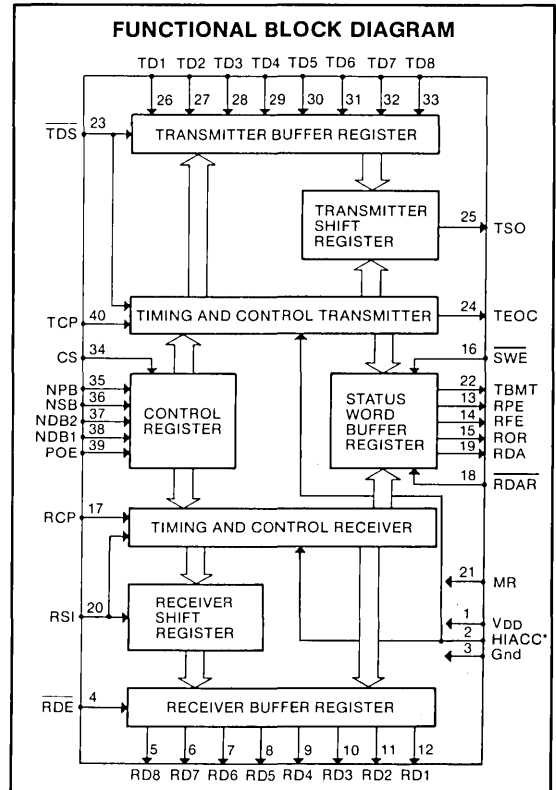 FUNCTIONAL BLOCK DIAGRAM
TD1 TD2 TD3 TD4 TD5 TD6 TD7 TD8
26 27 28 29 30 31 32 33
TDS 23
TRANSMITTER BUFFER REGISTER
TRANSMITTER
SHIFT
REGISTER
25 TSO
TIMING AND CONTROL TRANSMITTER
24 TEOC
TCP 40
CS 34
16 SWE
NPB 35
NSB 36
NDB2 37
NDB1 38
POE 39
CONTROL
REGISTER
STATUS
WORD
BUFFER
REGISTER
22 TBMT
13 RPE
14 RFE
15 ROR
19 RDA
18 RDAR
RCP 17
TIMING AND CONTROL RECEIVER
21 MR
RSI 20
RECEIVER
SHIFT
REGISTER
1 VDD
2 HIACC*
3 Gnd
RDE 4
RECEIVER BUFFER REGISTER
5 6 7 8 9 10 11 12
RD8 RD7 RD6 RD5 RD4 RD3 RD2 RD1